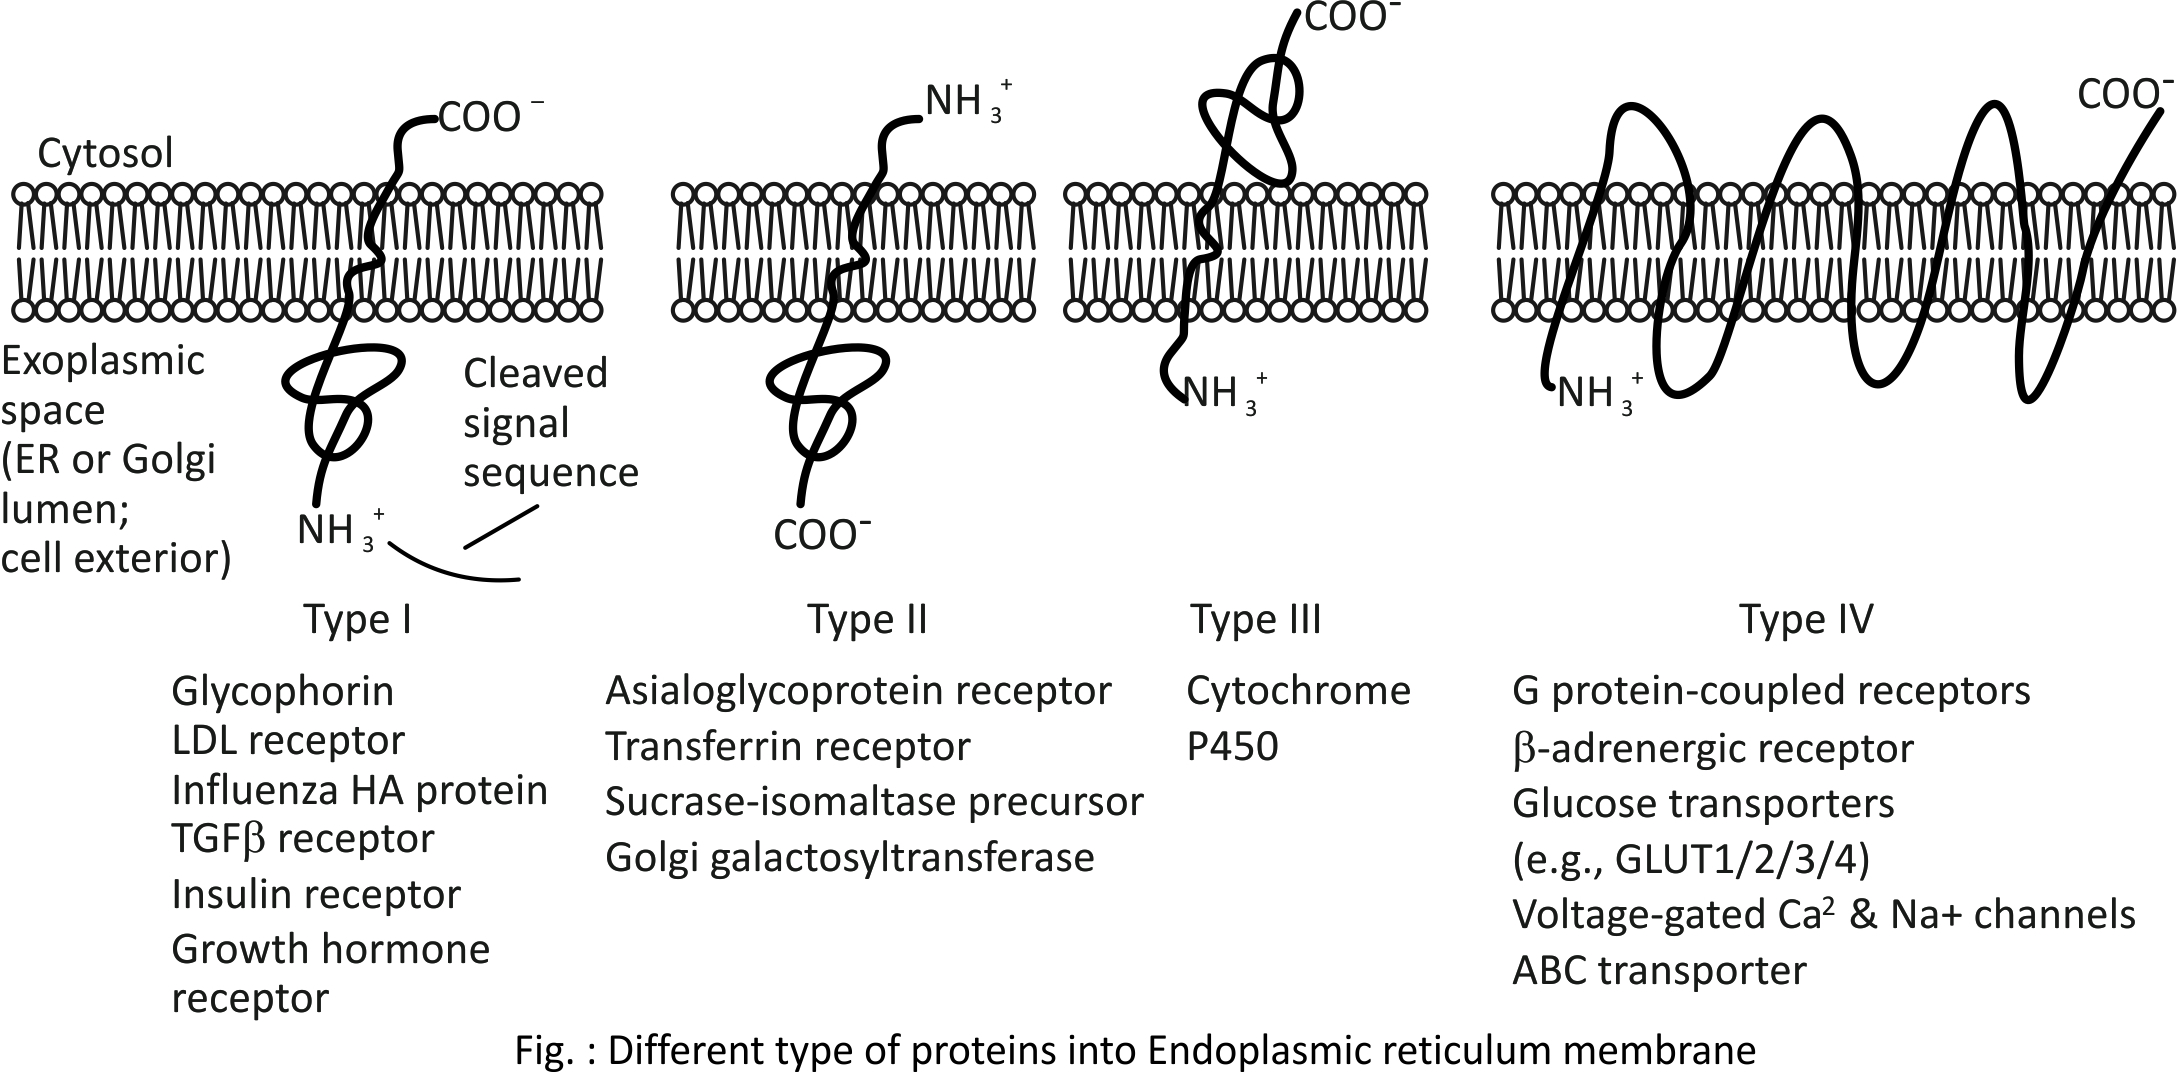 COO⁻
COO⁻
NH₃⁺
COO ⁻
Cytosol
Exoplasmic
space
(ER or Golgi
lumen;
cell exterior)
Cleaved
signal
sequence
NH₃⁺
NH₃⁺
NH₃⁺
COO⁻
Type I
Type II
Type III
Type IV
Glycophorin
LDL receptor
Influenza HA protein
TGFβ receptor
Insulin receptor
Growth hormone
receptor
Asialoglycoprotein receptor
Transferrin receptor
Sucrase-isomaltase precursor
Golgi galactosyltransferase
Cytochrome
P450
G protein-coupled receptors
β-adrenergic receptor
Glucose transporters
(e.g., GLUT1/2/3/4)
Voltage-gated Ca² & Na+ channels
ABC transporter
Fig. : Different type of proteins into Endoplasmic reticulum membrane